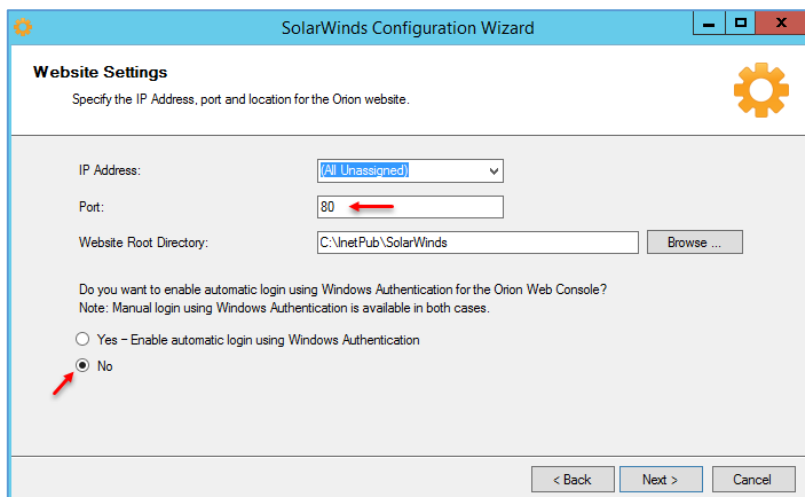 SolarWinds Configuration Wizard
Website Settings
Specify the IP Address, port and location for the Orion website.
IP Address:
(All Unassigned)
Port:
80
Website Root Directory:
C:\InetPub\SolarWinds
Browse ...
Do you want to enable automatic login using Windows Authentication for the Orion Web Console?
Note: Manual login using Windows Authentication is available in both cases.
Yes – Enable automatic login using Windows Authentication
No
< Back
Next >
Cancel